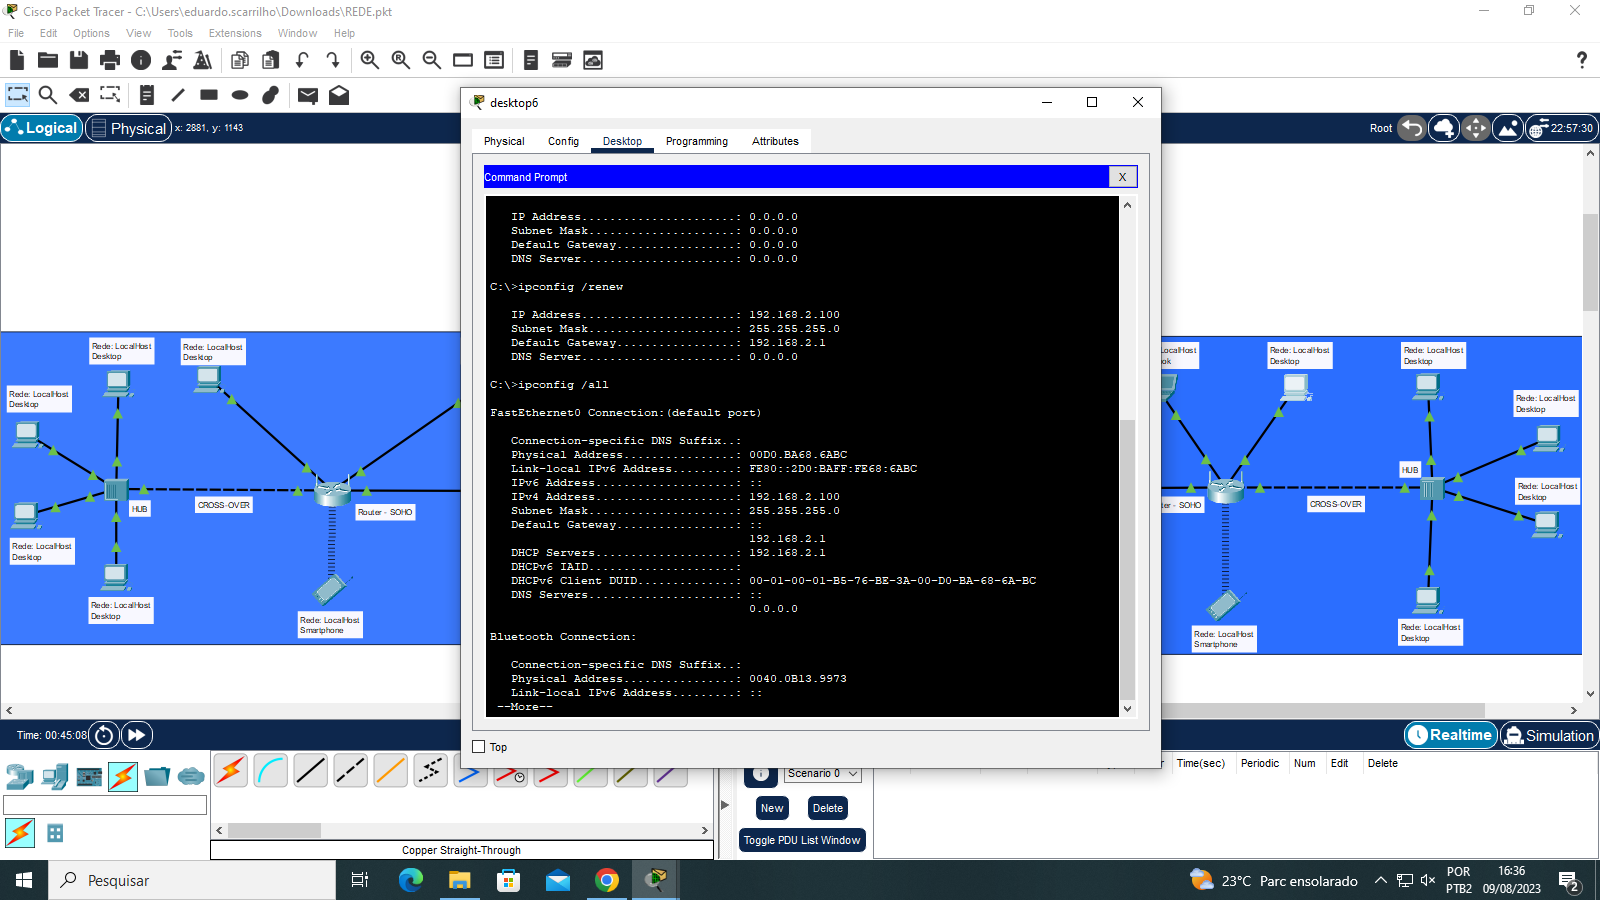 Cisco Packet Tracer - C:\Users\eduardo.scarrilho\Downloads\REDE.pkt
File Edit Options View Tools Extensions Window Help
?
Logical Physical x: 2881, y: 1143
Root 22:57:30
desktop6
Physical Config Desktop Programming Attributes
Command Prompt X
IP Address......................: 0.0.0.0
Subnet Mask.....................: 0.0.0.0
Default Gateway.................: 0.0.0.0
DNS Server......................: 0.0.0.0
C:\>ipconfig /renew
IP Address......................: 192.168.2.100
Subnet Mask.....................: 255.255.255.0
Default Gateway.................: 192.168.2.1
DNS Server......................: 0.0.0.0
C:\>ipconfig /all
FastEthernet0 Connection:(default port)
Connection-specific DNS Suffix..:
Physical Address................: 00D0.BA68.6ABC
Link-local IPv6 Address.........: FE80::2D0:BAFF:FE68:6ABC
IPv6 Address....................: ::
IPv4 Address....................: 192.168.2.100
Subnet Mask.....................: 255.255.255.0
Default Gateway.................: ::
192.168.2.1
DHCP Servers....................: 192.168.2.1
DHCPv6 IAID.....................:
DHCPv6 Client DUID..............: 00-01-00-01-B5-76-BE-3A-00-D0-BA-68-6A-BC
DNS Servers.....................: ::
0.0.0.0
Bluetooth Connection:
Connection-specific DNS Suffix..:
Physical Address................: 0040.0B13.9973
Link-local IPv6 Address.........: ::
--More--
Top
Rede: LocalHost
Desktop
Rede: LocalHost
Desktop
Rede: LocalHost
Desktop
HUB
CROSS-OVER
Router - SOHO
Rede: LocalHost
Desktop
Rede: LocalHost
Desktop
Rede: LocalHost
Smartphone
calHost
ok
Rede: LocalHost
Desktop
Rede: LocalHost
Desktop
Rede: LocalHost
Desktop
HUB
Rede: LocalHost
Desktop
ter - SOHO
CROSS-OVER
Rede: LocalHost
Smartphone
Rede: LocalHost
Desktop
Time: 00:45:08
Realtime Simulation
Scenario 0
Time(sec) Periodic Num Edit Delete
New Delete
Toggle PDU List Window
Copper Straight-Through
Pesquisar
23°C Parc ensolarado
POR
PTB2
16:36
09/08/2023
2